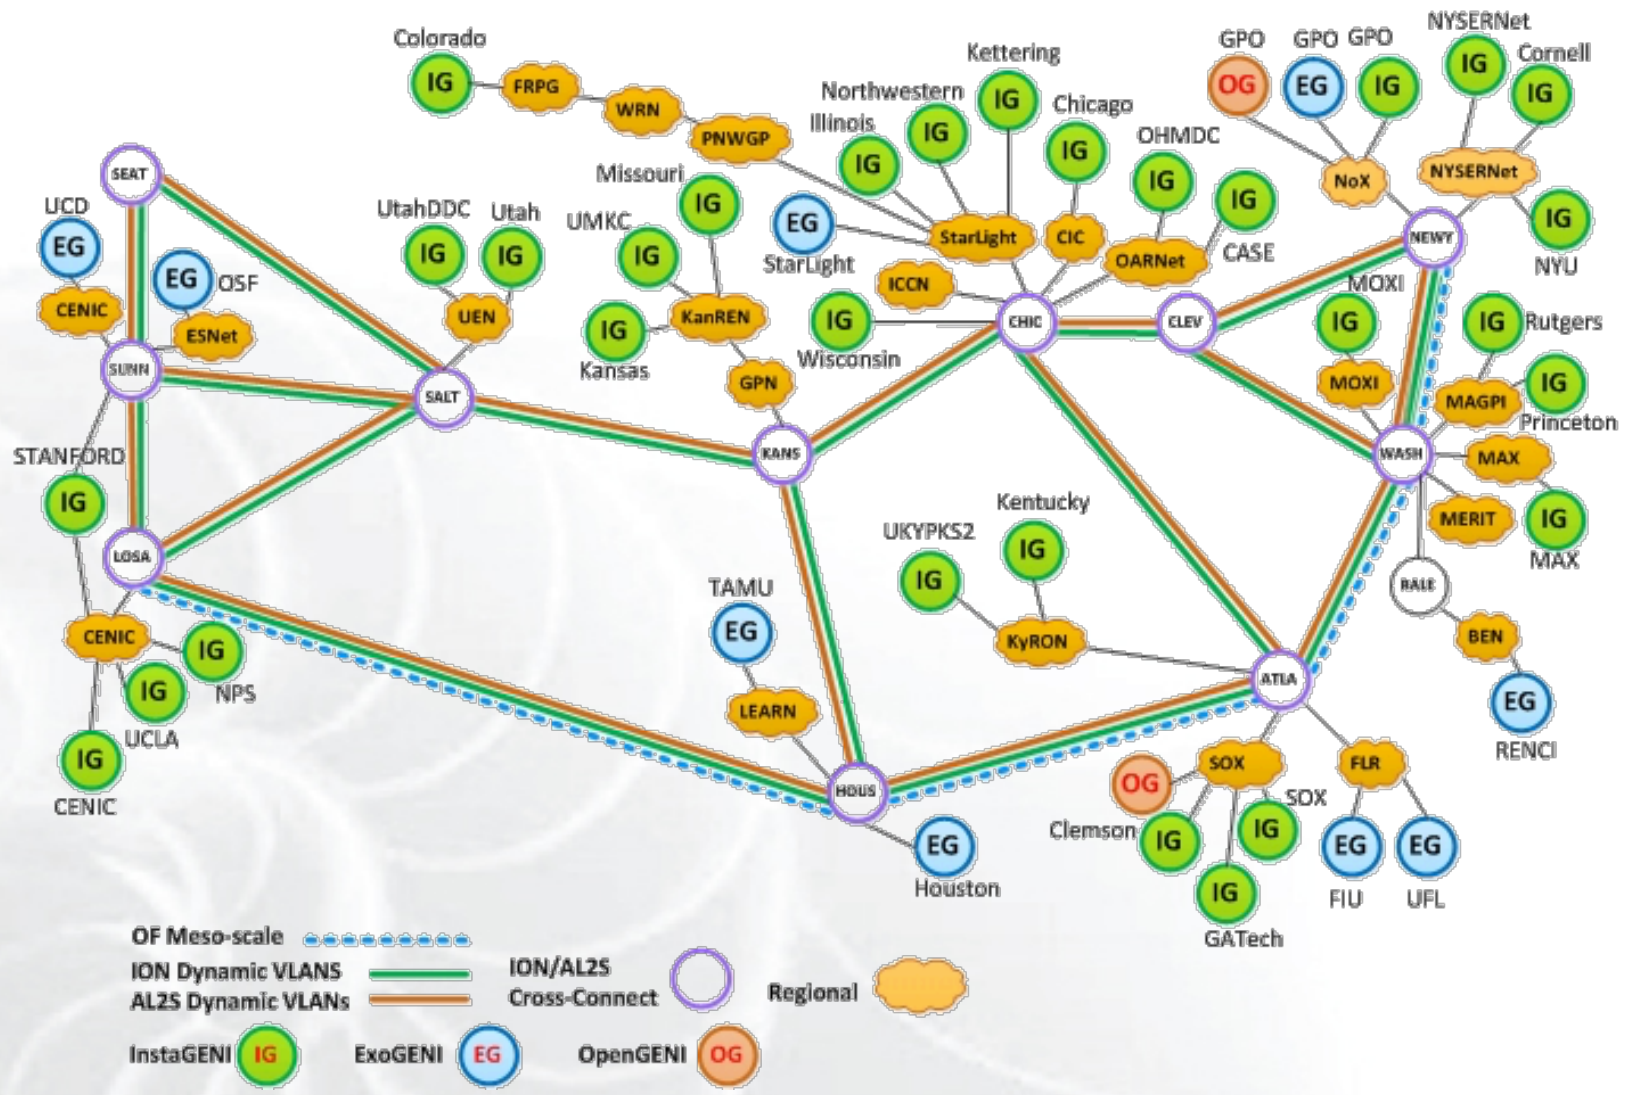 NYSERNet
Colorado
GPO
GPO
GPO
Kettering
Cornell
IG
FRPG
Northwestern
IG
Chicago
OG
EG
IG
IG
IG
WRN
Illinois
IG
OHMDC
PNWGP
IG
IG
SEAT
Missouri
IG
IG
NoX
NYSERNet
UCD
UtahDDC
Utah
IG
UMKC
EG
StarLight
CIC
IG
NEWY
IG
EG
IG
IG
IG
StarLight
OARNet
CASE
NYU
EG
OSF
ICCN
MOXI
CENIC
ESNet
UEN
IG
KanREN
IG
CHIC
CLEV
IG
IG
Rutgers
Kansas
Wisconsin
SUNN
SALT
GPN
MOXI
MAGPI
IG
Princeton
STANFORD
KANS
WASH
MAX
IG
Kentucky
MERIT
IG
UKYPKS2
IG
MAX
LOSA
TAMU
IG
RALE
CENIC
IG
EG
KyRON
BEN
NPS
IG
ATLA
EG
UCLA
LEARN
RENCI
IG
HOUS
SOX
FLR
OG
SOX
CENIC
Clemson
IG
IG
EG
EG
EG
Houston
IG
FIU
UFL
GATech
OF Meso-scale
ION Dynamic VLANS
AL2S Dynamic VLANs
ION/AL2S
Cross-Connect
Regional
InstaGENI
IG
ExoGENI
EG
OpenGENI
OG